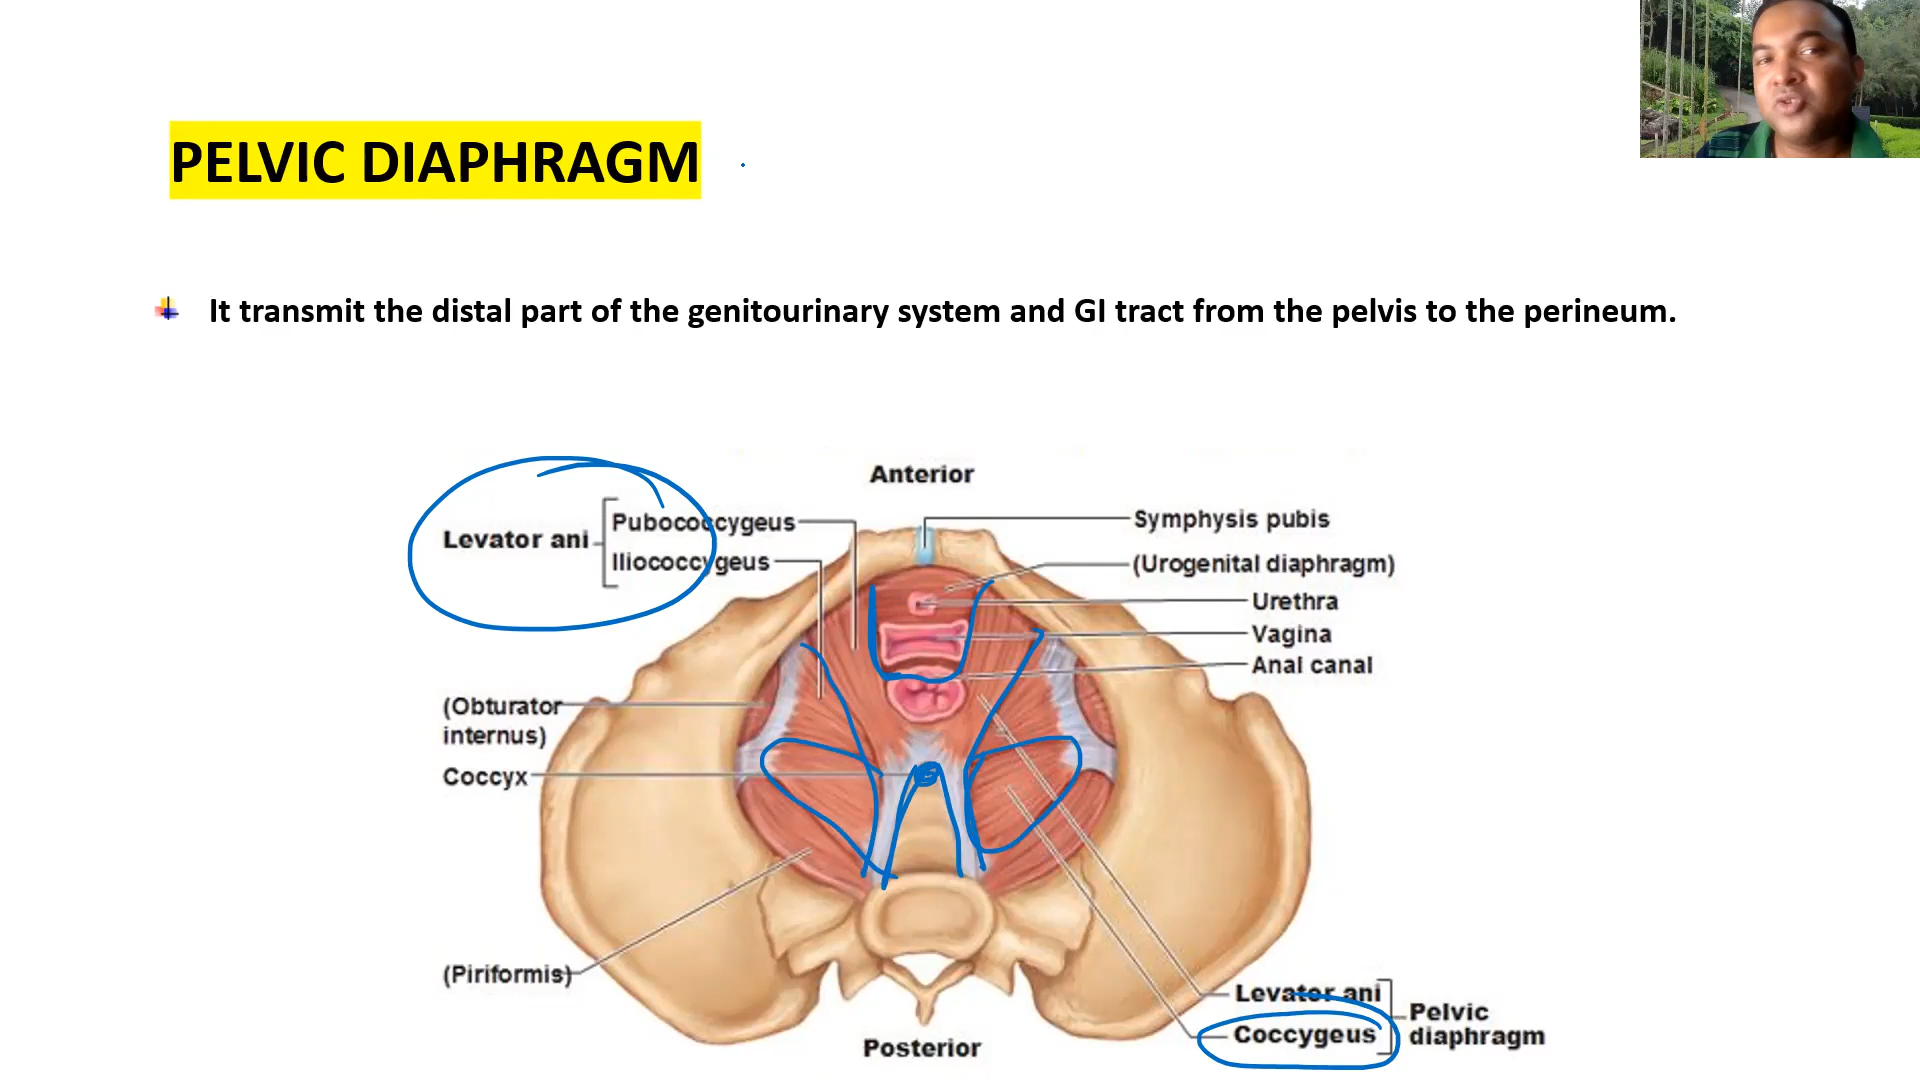 PELVIC DIAPHRAGM
It transmit the distal part of the genitourinary system and GI tract from the pelvis to the perineum.
Anterior
Levator ani
Pubococcygeus
Iliococcygeus
Symphysis pubis
(Urogenital diaphragm)
Urethra
Vagina
Anal canal
(Obturator
internus)
Coccyx
(Piriformis)
Levator ani
Coccygeus
Pelvic
diaphragm
Posterior